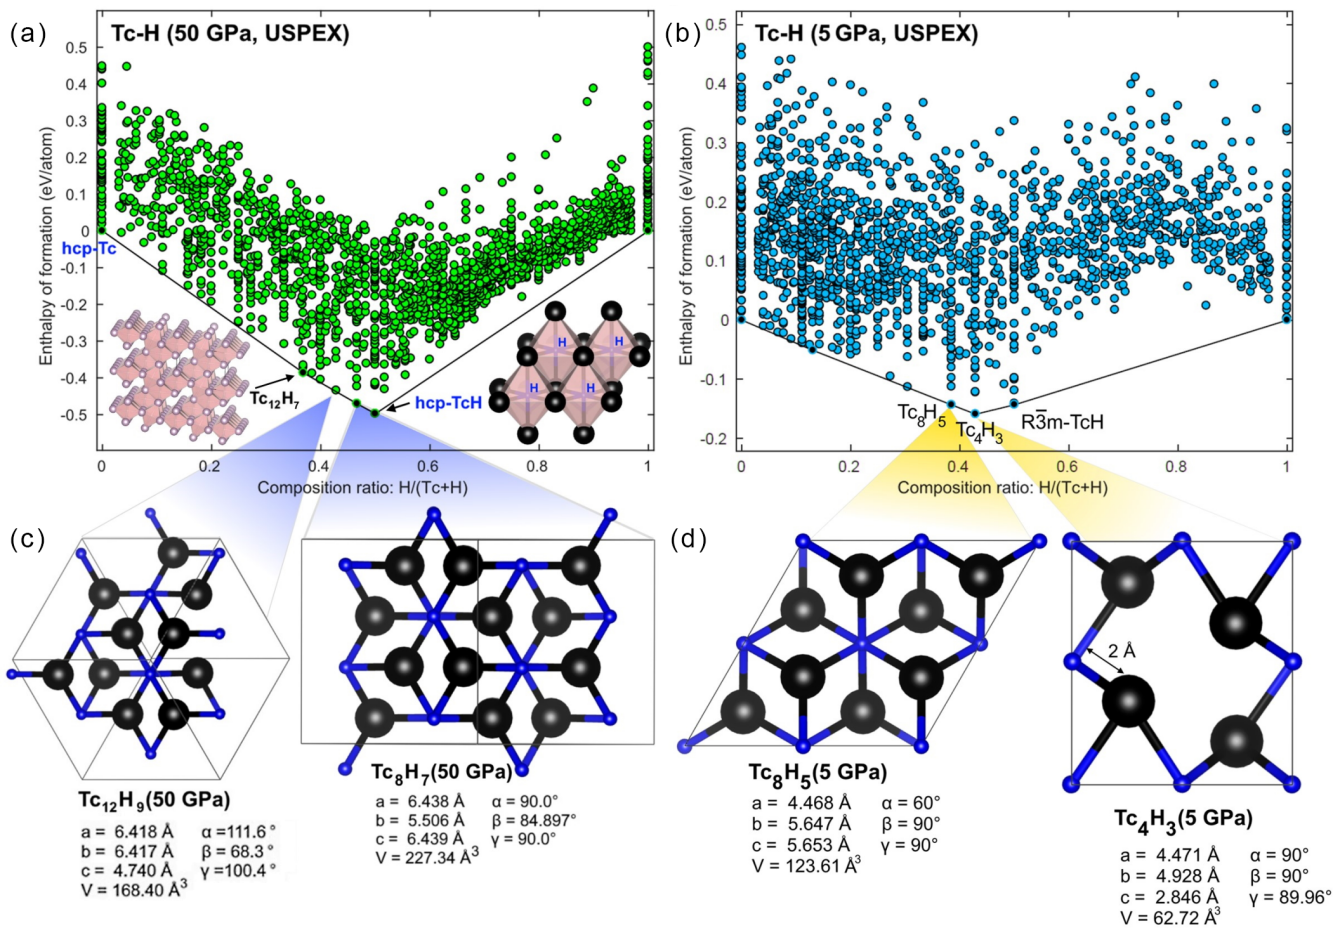 (a)
Tc-H (50 GPa, USPEX)
Enthalpy of formation (eV/atom)
0.5
0.4
0.3
0.2
0.1
0
-0.1
-0.2
-0.3
-0.4
-0.5
hcp-Tc
Tc₁₂H₇
hcp-TcH
H
H
H
H
0 0.2 0.4 0.6 0.8 1
Composition ratio: H/(Tc+H)
(b)
Tc-H (5 GPa, USPEX)
Enthalpy of formation (eV/atom)
0.5
0.4
0.3
0.2
0.1
0
-0.1
-0.2
Tc₈H₅
Tc₄H₃
R3̅m-TcH
0 0.2 0.4 0.6 0.8 1
Composition ratio: H/(Tc+H)
(c)
Tc₁₂H₉(50 GPa)
a = 6.418 Å α =111.6 °
b = 6.417 Å β = 68.3 °
c = 4.740 Å γ =100.4 °
V = 168.40 Å³
Tc₈H₇(50 GPa)
a = 6.438 Å α = 90.0°
b = 5.506 Å β = 84.897°
c = 6.439 Å γ = 90.0°
V = 227.34 Å³
(d)
Tc₈H₅(5 GPa)
a = 4.468 Å α = 60°
b = 5.647 Å β = 90°
c = 5.653 Å γ = 90°
V = 123.61 Å³
2 Å
Tc₄H₃(5 GPa)
a = 4.471 Å α = 90°
b = 4.928 Å β = 90°
c = 2.846 Å γ = 89.96°
V = 62.72 Å³